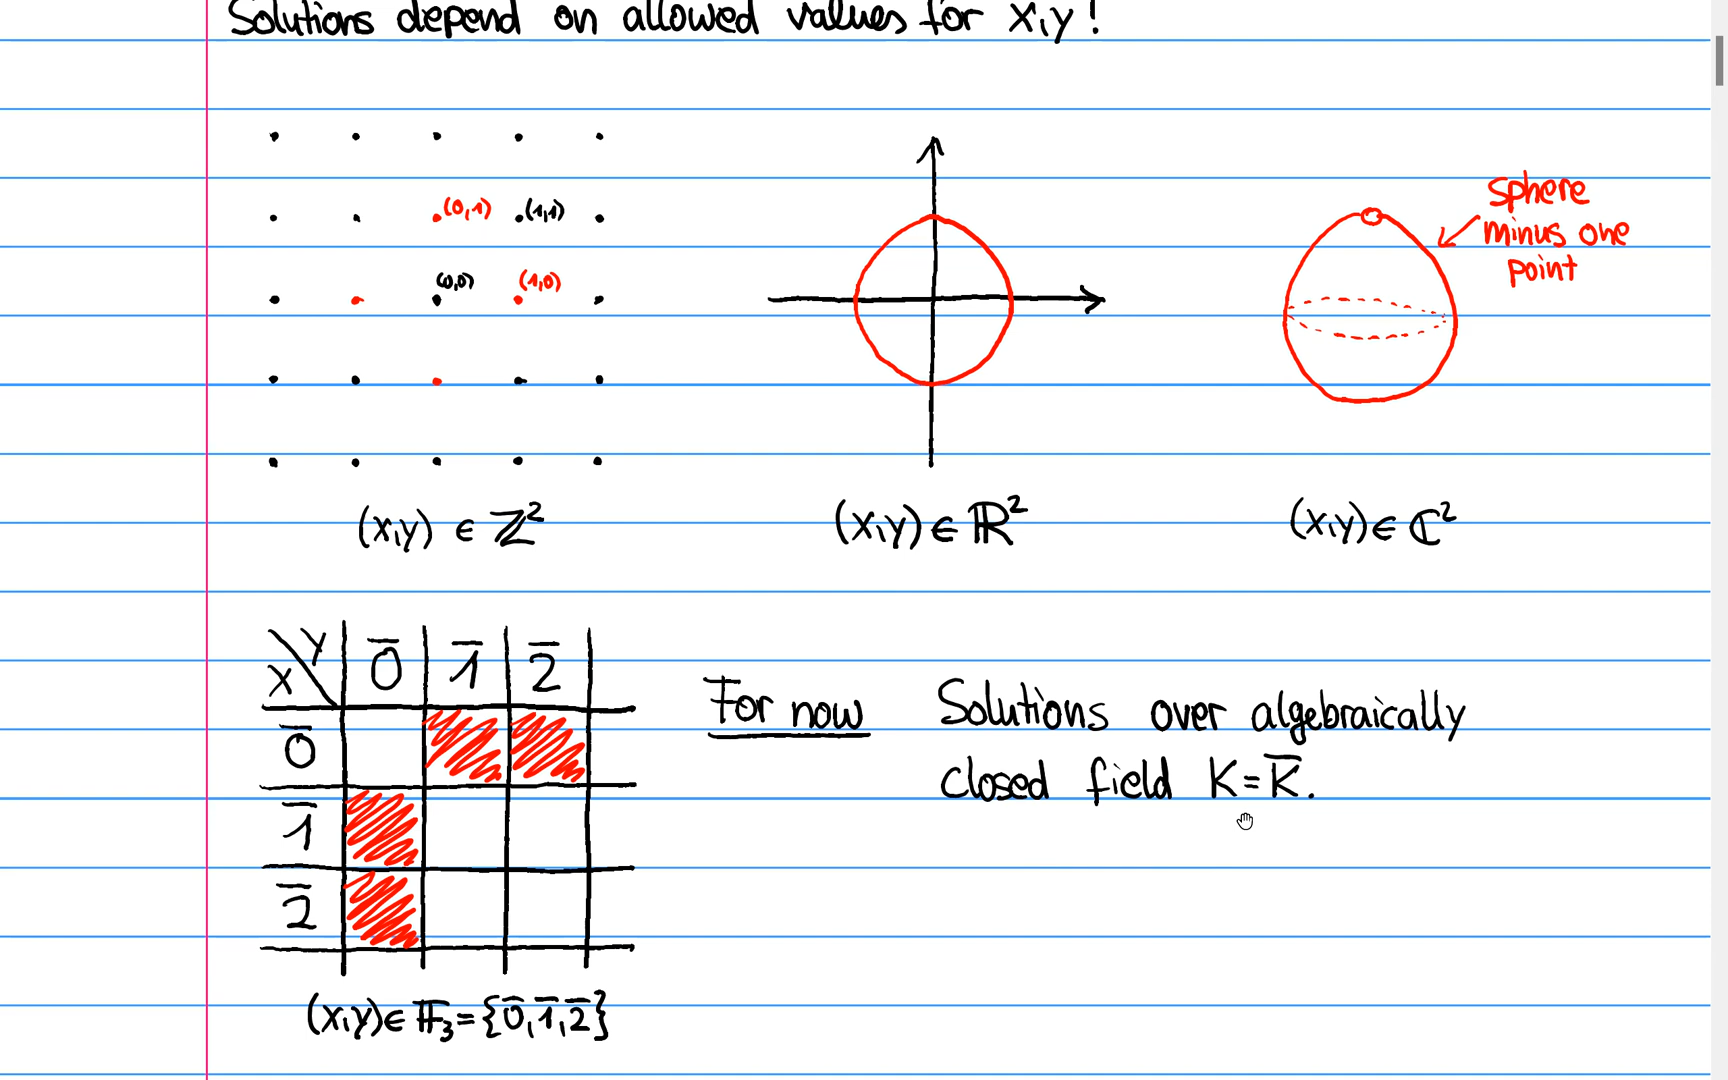 Solutions depend on allowed values for x,y!
(0,1) (1,1)
(0,0) (1,0)
Sphere
minus one
point
(x,y) ∈ ℤ²
(x,y) ∈ ℝ²
(x,y) ∈ ℂ²
x y 0̅ 1̅ 2̅
0̅
1̅
2̅
(x,y) ∈ 𝔽₃ = {0̅,1̅,2̅}
For now Solutions over algebraically
closed field K=K̅.